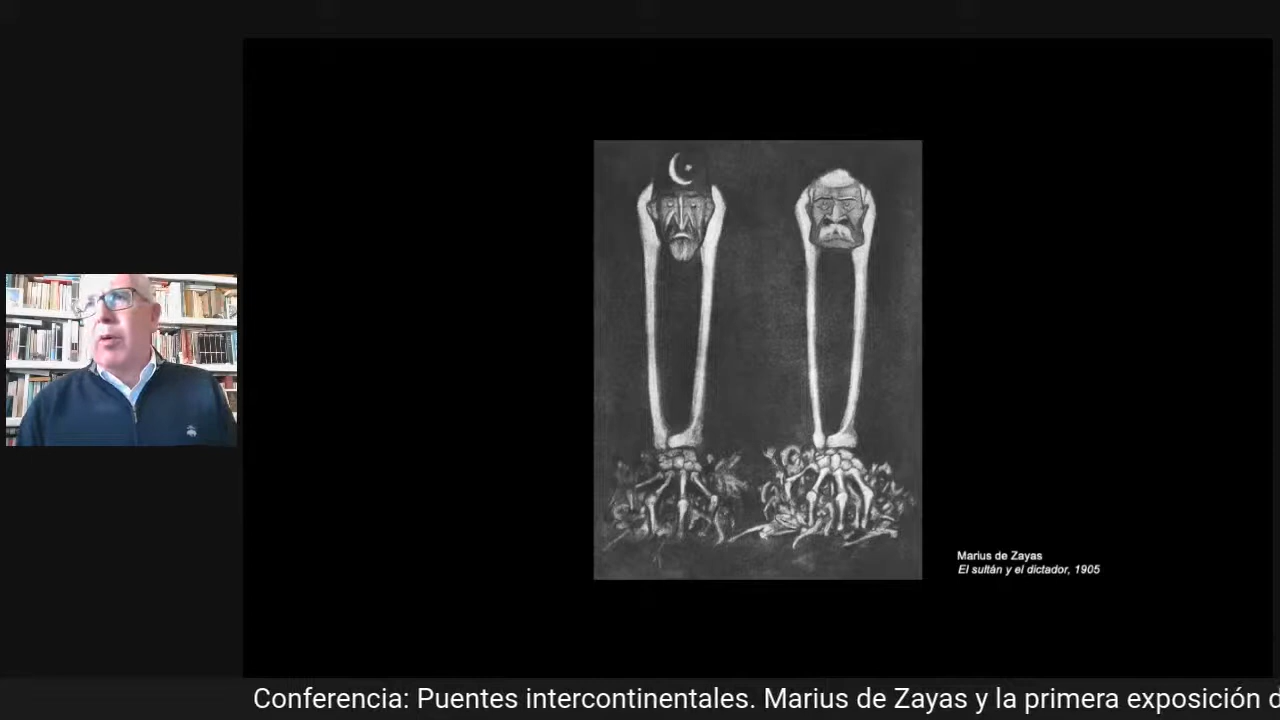 Marius de Zayas
El sultán y el dictador, 1905
Conferencia: Puentes intercontinentales. Marius de Zayas y la primera exposición